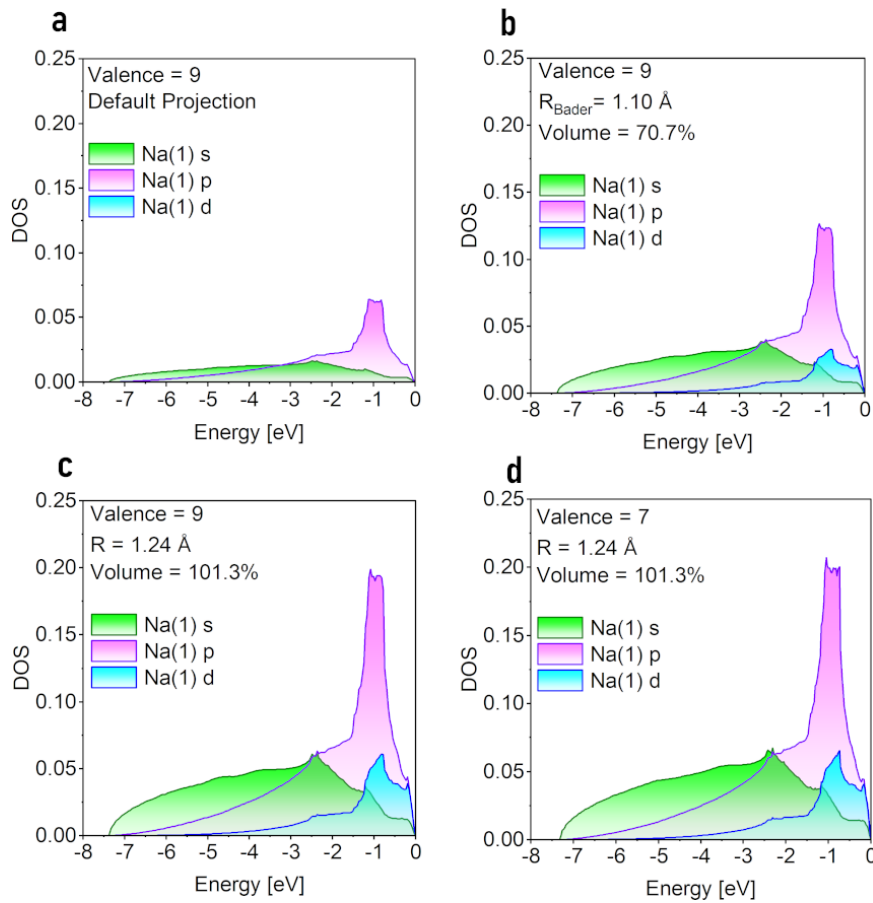 a
0.25
0.20
0.15
0.10
0.05
0.00
DOS
Valence = 9
Default Projection
Na(1) s
Na(1) p
Na(1) d
-8 -7 -6 -5 -4 -3 -2 -1 0
Energy [eV]
b
0.25
0.20
0.15
0.10
0.05
0.00
DOS
Valence = 9
R_Bader= 1.10 Å
Volume = 70.7%
Na(1) s
Na(1) p
Na(1) d
-8 -7 -6 -5 -4 -3 -2 -1 0
Energy [eV]
c
0.25
0.20
0.15
0.10
0.05
0.00
DOS
Valence = 9
R = 1.24 Å
Volume = 101.3%
Na(1) s
Na(1) p
Na(1) d
-8 -7 -6 -5 -4 -3 -2 -1 0
Energy [eV]
d
0.25
0.20
0.15
0.10
0.05
0.00
DOS
Valence = 7
R = 1.24 Å
Volume = 101.3%
Na(1) s
Na(1) p
Na(1) d
-8 -7 -6 -5 -4 -3 -2 -1 0
Energy [eV]